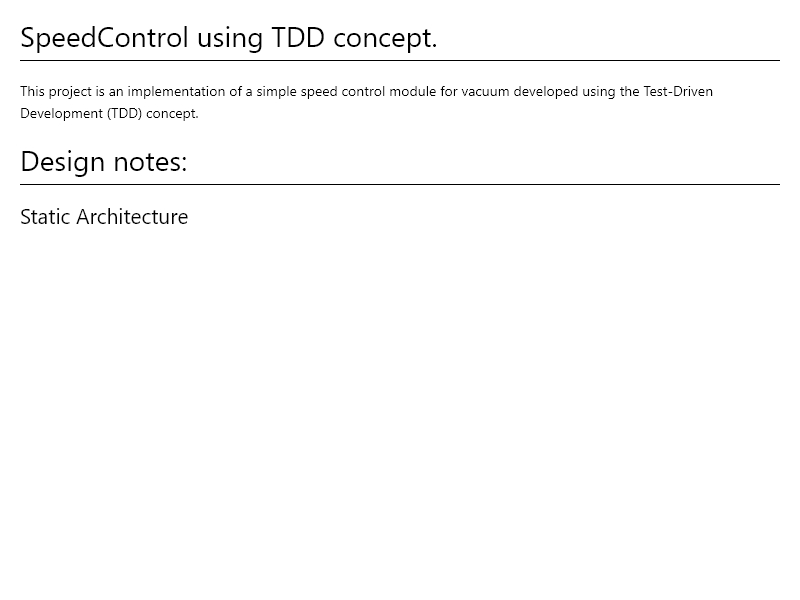 SpeedControl using TDD concept.
This project is an implementation of a simple speed control module for vacuum developed using the Test-Driven
Development (TDD) concept.
Design notes:
Static Architecture